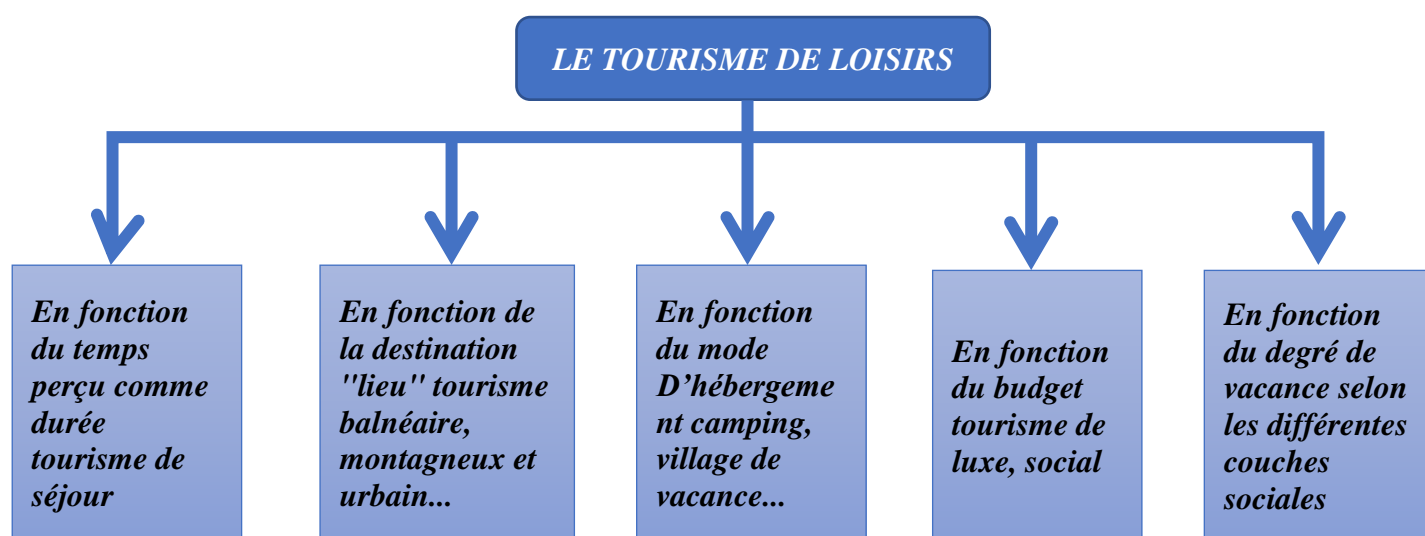 LE TOURISME DE LOISIRS
En fonction
du temps
perçu comme
durée
tourisme de
séjour
En fonction de
la destination
"lieu" tourisme
balnéaire,
montagneux et
urbain...
En fonction
du mode
D’hébergeme
nt camping,
village de
vacance...
En fonction
du budget
tourisme de
luxe, social
En fonction
du degré de
vacance selon
les différentes
couches
sociales